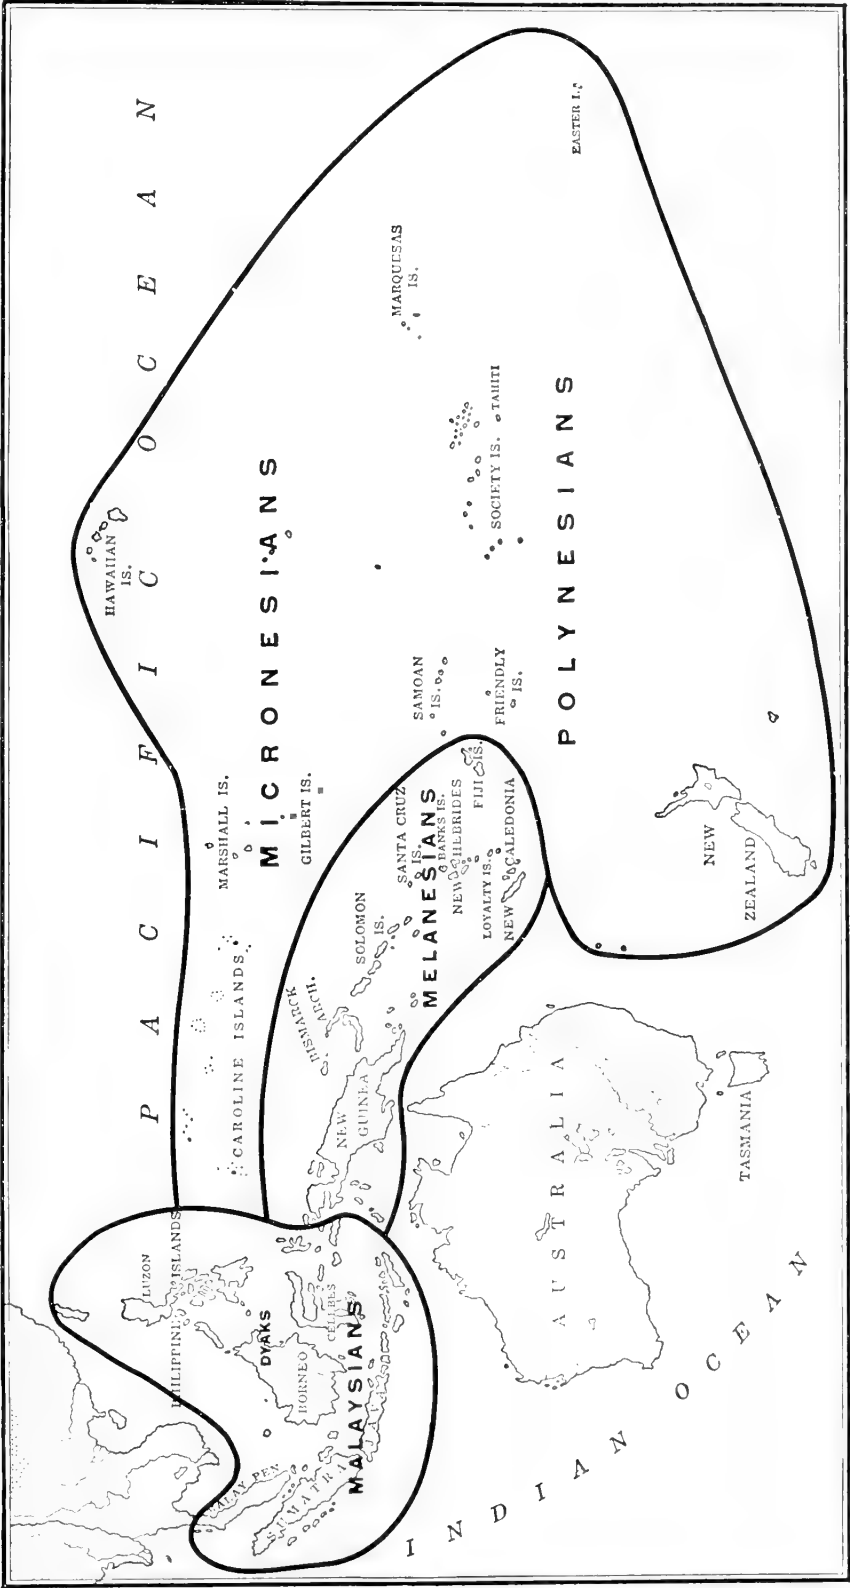 PACIFIC OCEAN
HAWAIIAN
IS.
MICRONESIANS
MARSHALL IS.
GILBERT IS.
CAROLINE ISLANDS
MARQUESAS
IS.
EASTER I.
SOCIETY IS.
TAHITI
POLYNESIANS
SAMOAN
IS.
FRIENDLY
IS.
FIJI
IS.
SANTA CRUZ
IS.
BANKS IS.
NEW HEBRIDES
MELANESIANS
LOYALTY IS.
NEW CALEDONIA
SOLOMON
IS.
BISMARCK
ARCH.
NEW
GUINEA
NEW
ZEALAND
LUZON
PHILIPPINE ISLANDS
DYAKS
BORNEO
CELEBES
MALAYSIANS
JAVA
SUMATRA
MALAY PEN
AUSTRALIA
TASMANIA
INDIAN OCEAN